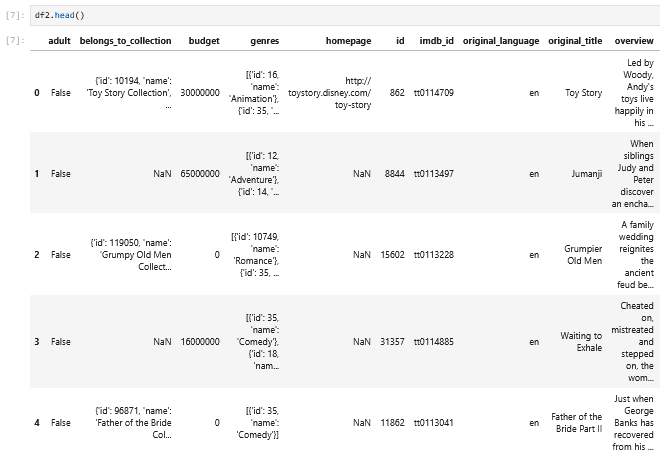 [7]: df2.head()
[7]: adult belongs_to_collection budget genres homepage id imdb_id original_language original_title overview
0 False {'id': 10194, 'name': 'Toy Story Collection', ... 30000000 [{'id': 16, 'name': 'Animation'}, {'id': 35, '... http://toystory.disney.com/toy-story 862 tt0114709 en Toy Story Led by Woody, Andy's toys live happily in his ...
1 False NaN 65000000 [{'id': 12, 'name': 'Adventure'}, {'id': 14, '... NaN 8844 tt0113497 en Jumanji When siblings Judy and Peter discover an encha...
2 False {'id': 119050, 'name': 'Grumpy Old Men Collect... 0 [{'id': 10749, 'name': 'Romance'}, {'id': 35, ... NaN 15602 tt0113228 en Grumpier Old Men A family wedding reignites the ancient feud be...
3 False NaN 16000000 [{'id': 35, 'name': 'Comedy'}, {'id': 18, 'nam... NaN 31357 tt0114885 en Waiting to Exhale Cheated on, mistreated and stepped on, the wom...
4 False {'id': 96871, 'name': 'Father of the Bride Col... 0 [{'id': 35, 'name': 'Comedy'}] NaN 11862 tt0113041 en Father of the Bride Part II Just when George Banks has recovered from his ...